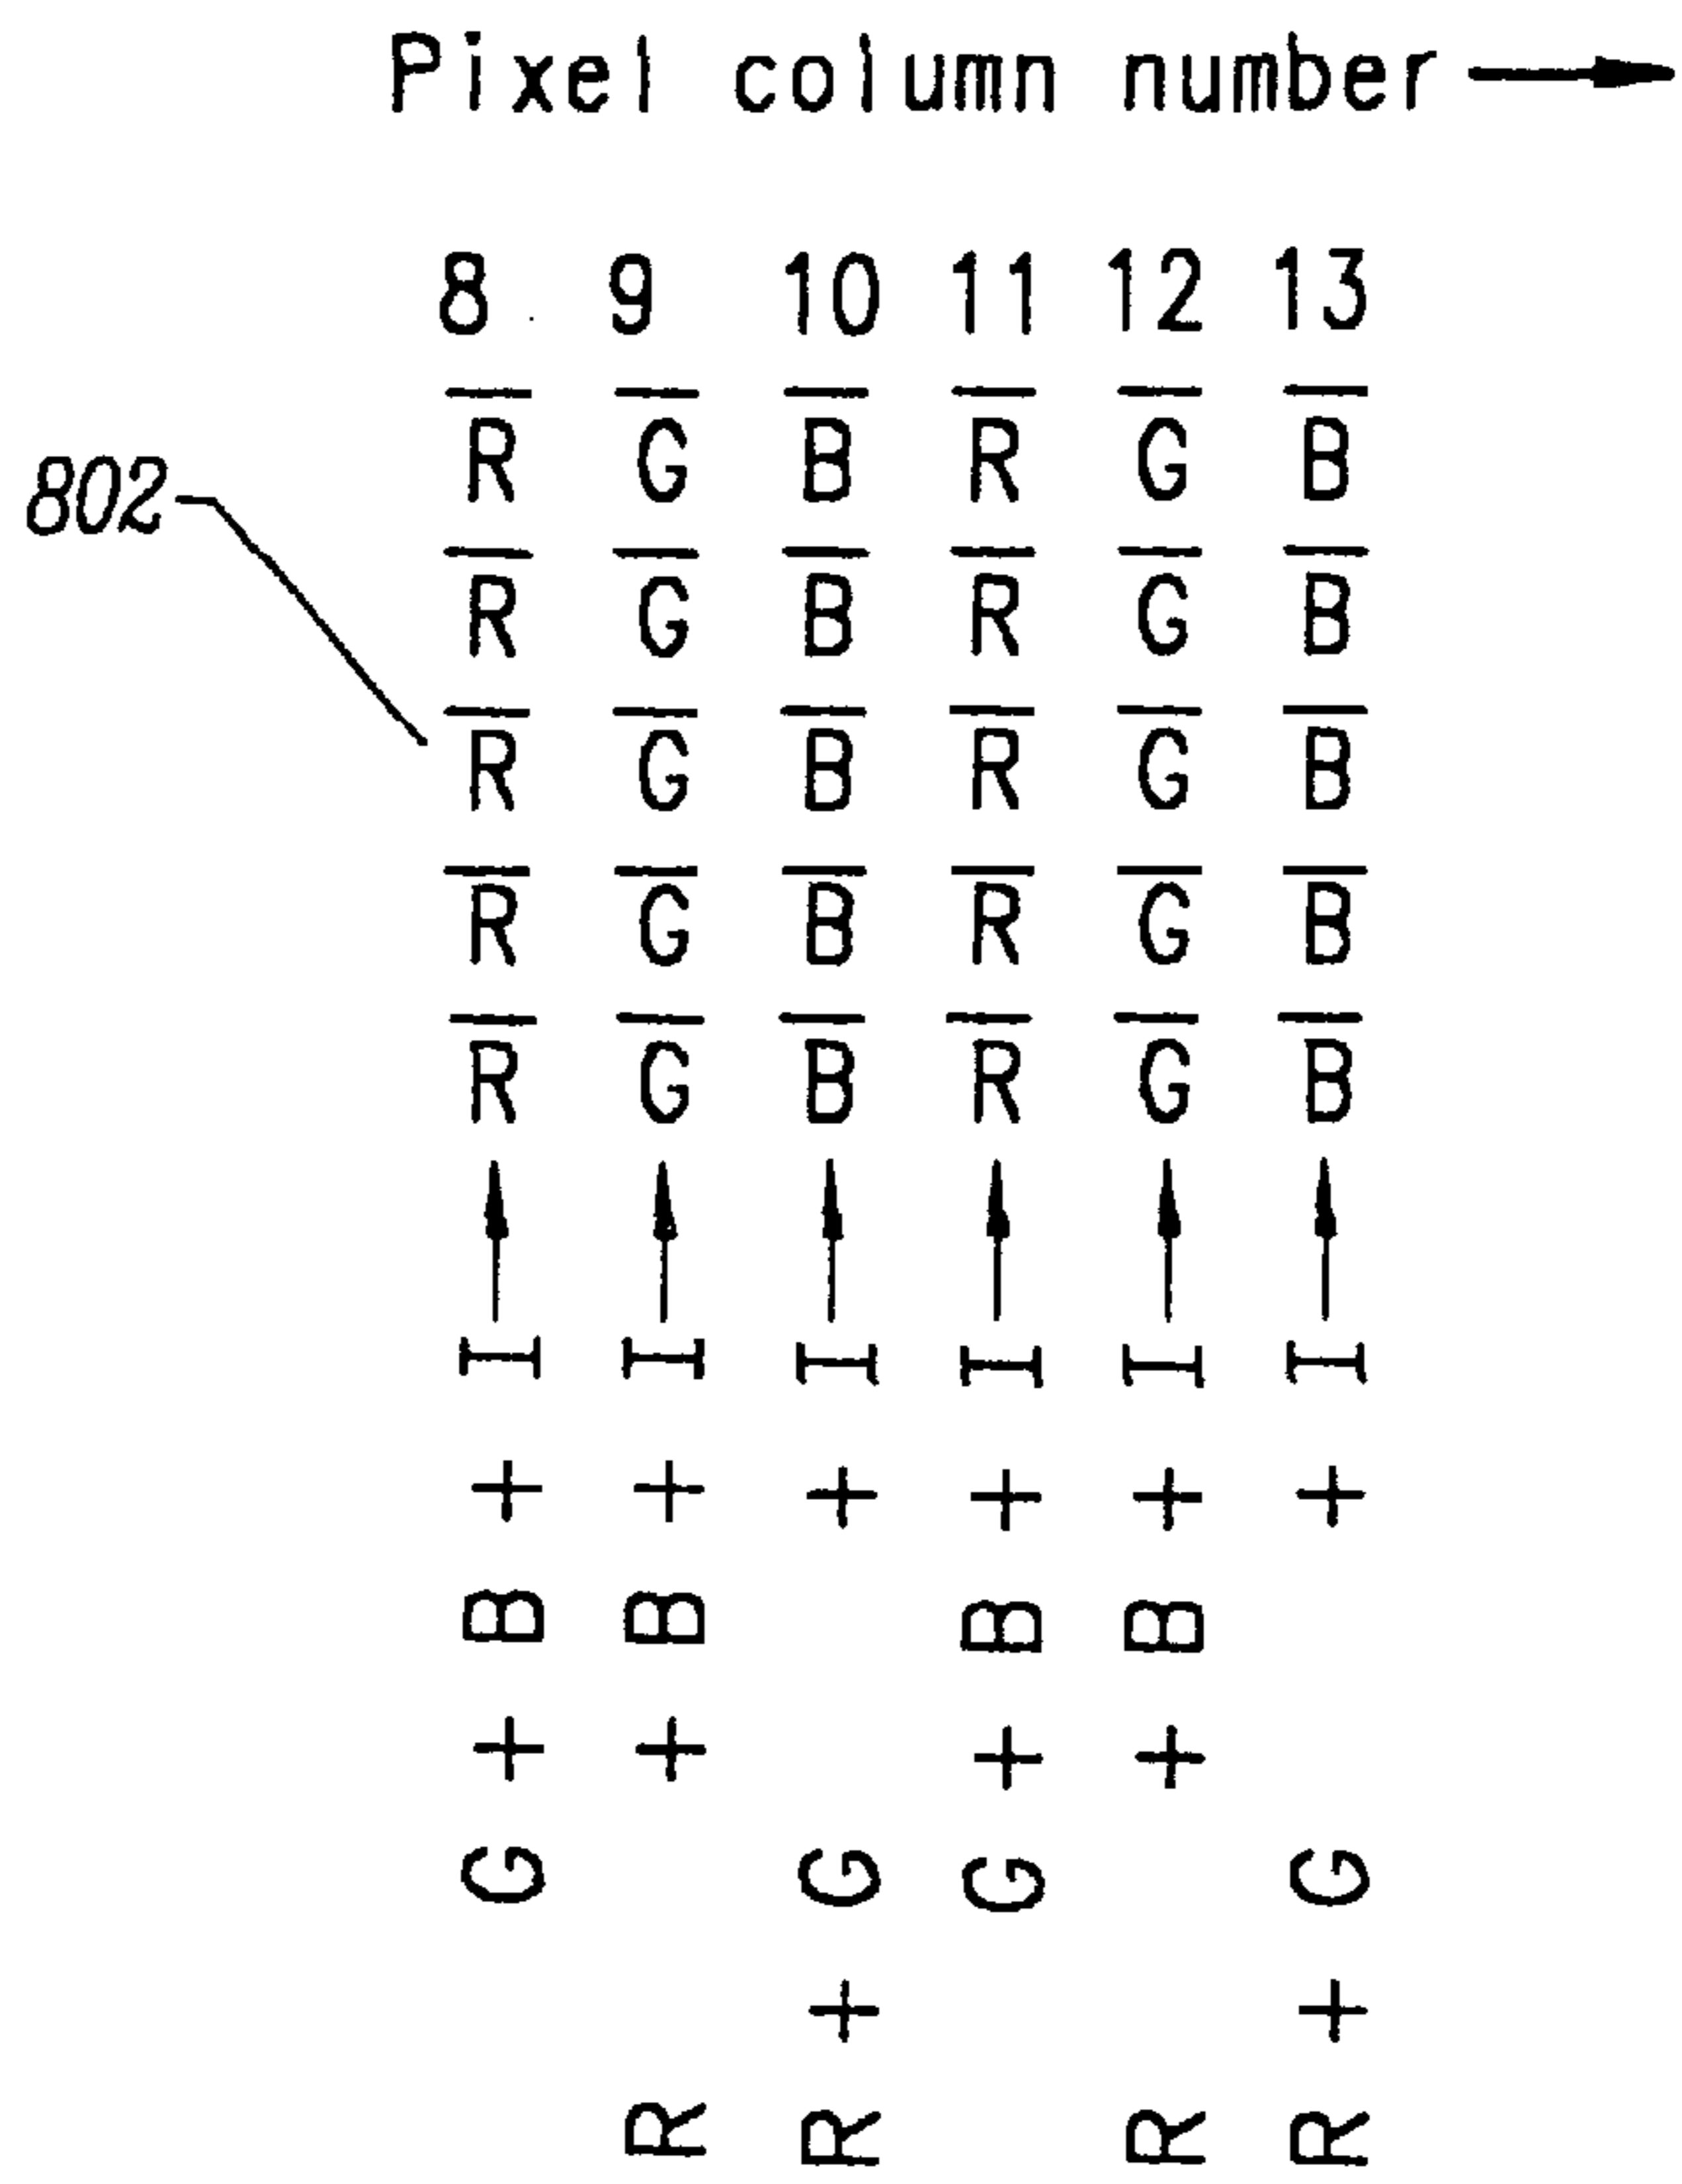 Pixel column number →
8 9 10 11 12 13
R̅ G̅ B̅ R̅ G̅ B̅
802
R̅ G̅ B̅ R̅ G̅ B̅
R̅ G̅ B̅ R̅ G̅ B̅
R̅ G̅ B̅ R̅ G̅ B̅
R̅ G̅ B̅ R̅ G̅ B̅
G + B + I
R + B + I
R + G + I
G + B + I
R + B + I
R + G + I